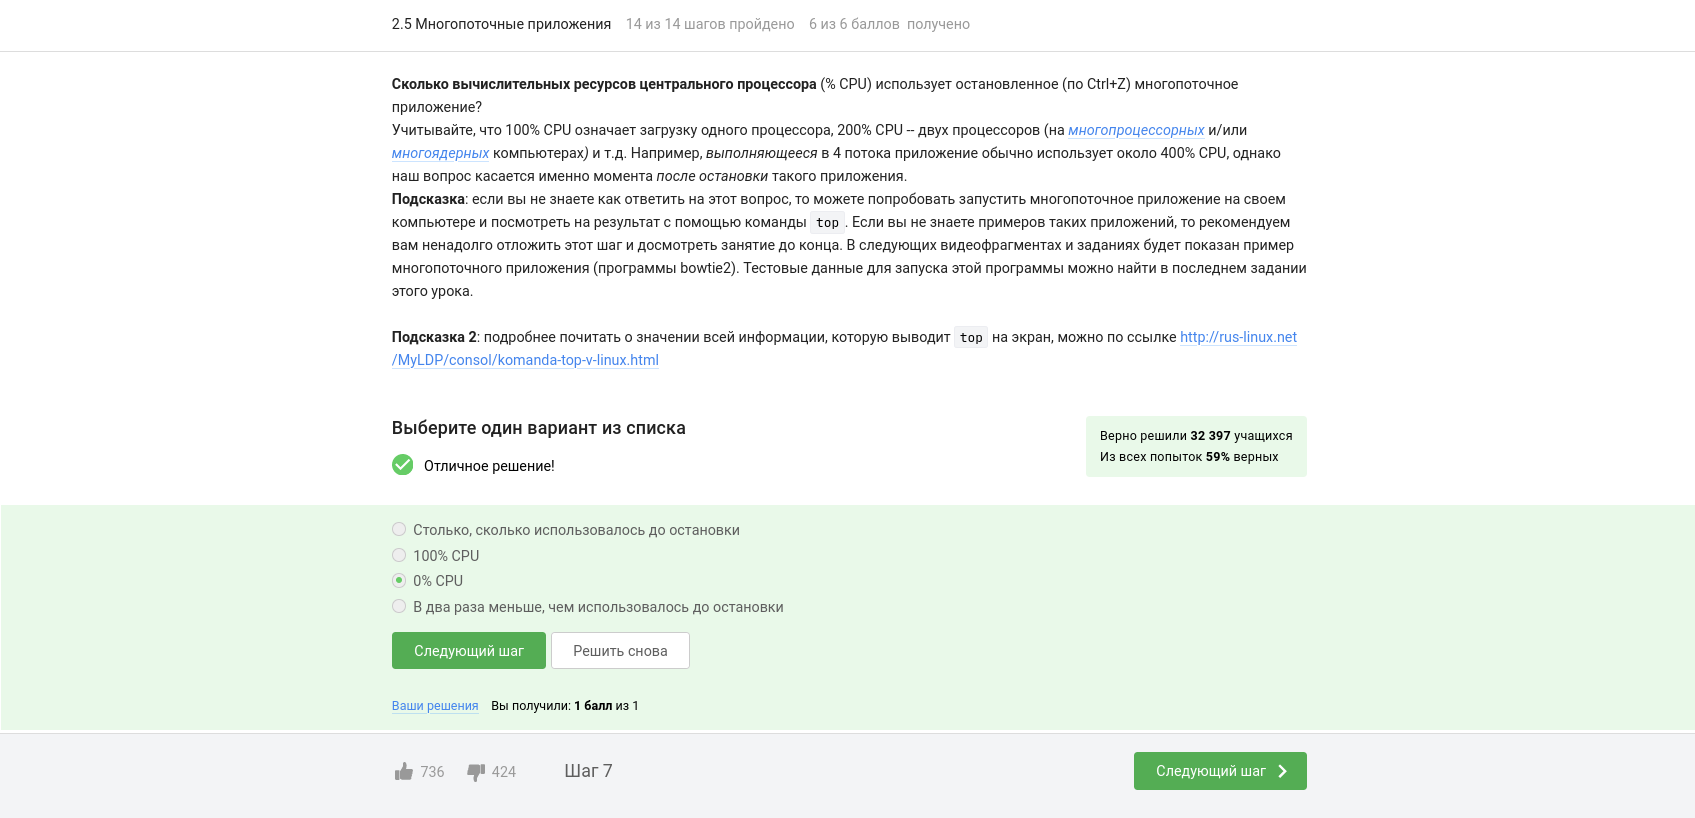 2.5 Многопоточные приложения 14 из 14 шагов пройдено 6 из 6 баллов получено
Сколько вычислительных ресурсов центрального процессора (% CPU) использует остановленное (по Ctrl+Z) многопоточное
приложение?
Учитывайте, что 100% CPU означает загрузку одного процессора, 200% CPU -- двух процессоров (на многопроцессорных и/или
многоядерных компьютерах) и т.д. Например, выполняющееся в 4 потока приложение обычно использует около 400% CPU, однако
наш вопрос касается именно момента после остановки такого приложения.
Подсказка: если вы не знаете как ответить на этот вопрос, то можете попробовать запустить многопоточное приложение на своем
компьютере и посмотреть на результат с помощью команды top. Если вы не знаете примеров таких приложений, то рекомендуем
вам ненадолго отложить этот шаг и досмотреть занятие до конца. В следующих видеофрагментах и заданиях будет показан пример
многопоточного приложения (программы bowtie2). Тестовые данные для запуска этой программы можно найти в последнем задании
этого урока.
Подсказка 2: подробнее почитать о значении всей информации, которую выводит top на экран, можно по ссылке http://rus-linux.net
/MyLDP/consol/komanda-top-v-linux.html
Выберите один вариант из списка
Верно решили 32 397 учащихся
Из всех попыток 59% верных
Отличное решение!
Столько, сколько использовалось до остановки
100% CPU
0% CPU
В два раза меньше, чем использовалось до остановки
Следующий шаг Решить снова
Ваши решения Вы получили: 1 балл из 1
736 424 Шаг 7 Следующий шаг